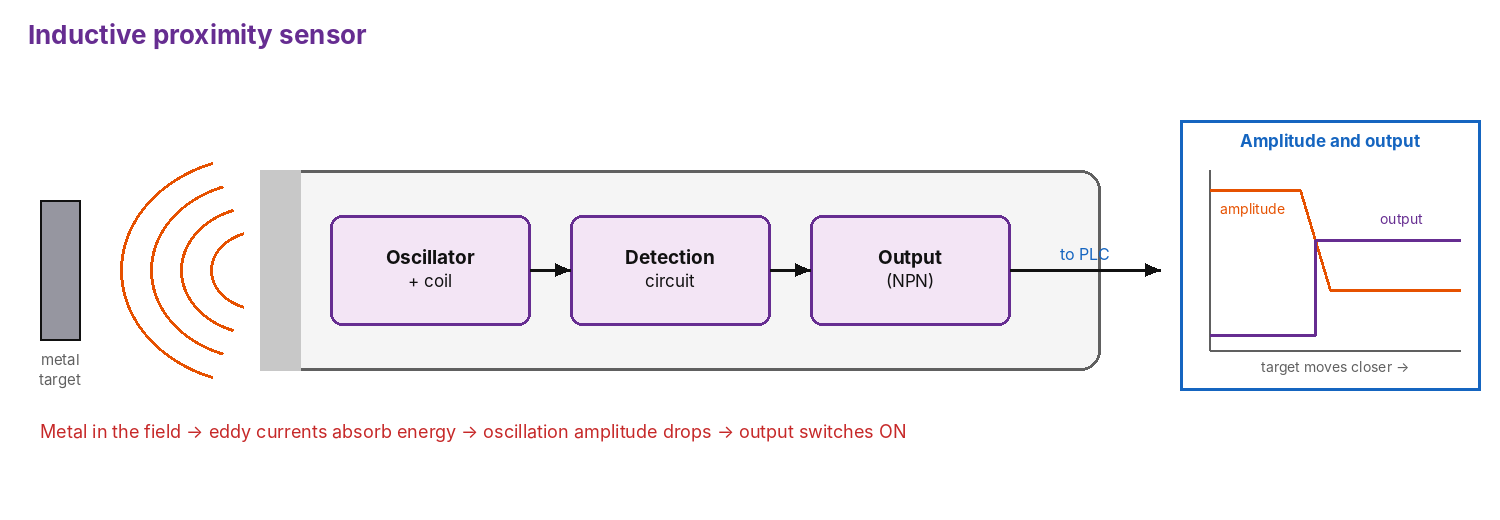 Inductive proximity sensor
metal
target
Oscillator
+ coil
Detection
circuit
Output
(NPN)
to PLC
Amplitude and output
amplitude
output
target moves closer →
Metal in the field → eddy currents absorb energy → oscillation amplitude drops → output switches ON